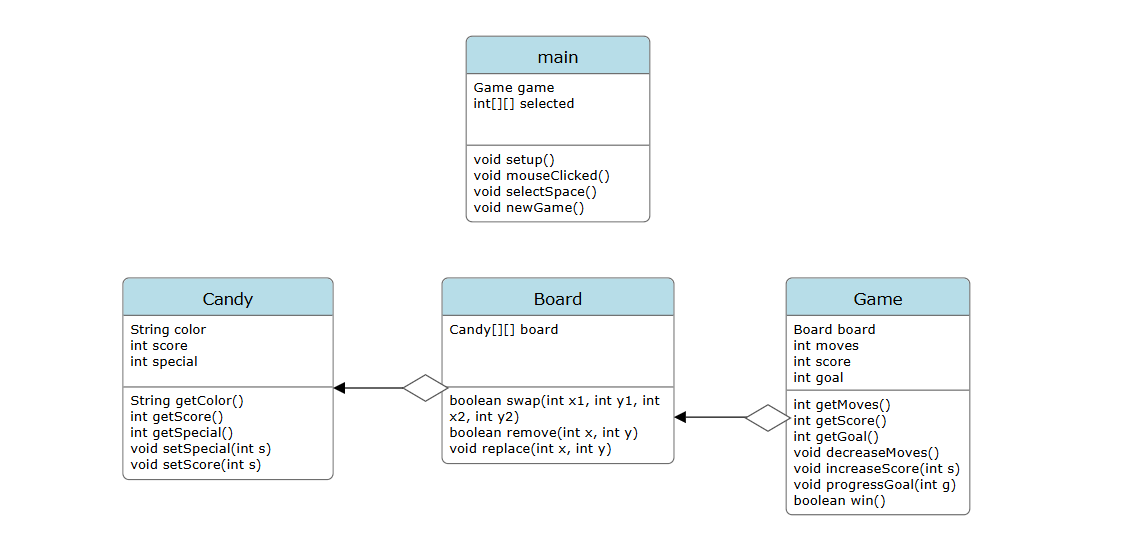 main
Game game
int[][] selected
void setup()
void mouseClicked()
void selectSpace()
void newGame()
Candy
String color
int score
int special
String getColor()
int getScore()
int getSpecial()
void setSpecial(int s)
void setScore(int s)
Board
Candy[][] board
boolean swap(int x1, int y1, int
x2, int y2)
boolean remove(int x, int y)
void replace(int x, int y)
Game
Board board
int moves
int score
int goal
int getMoves()
int getScore()
int getGoal()
void decreaseMoves()
void increaseScore(int s)
void progressGoal(int g)
boolean win()